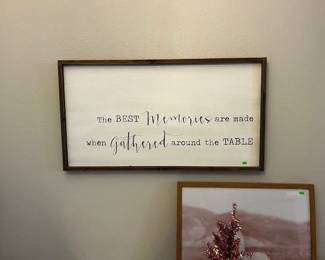 The BEST Memories are made
when Gathered around the TABLE